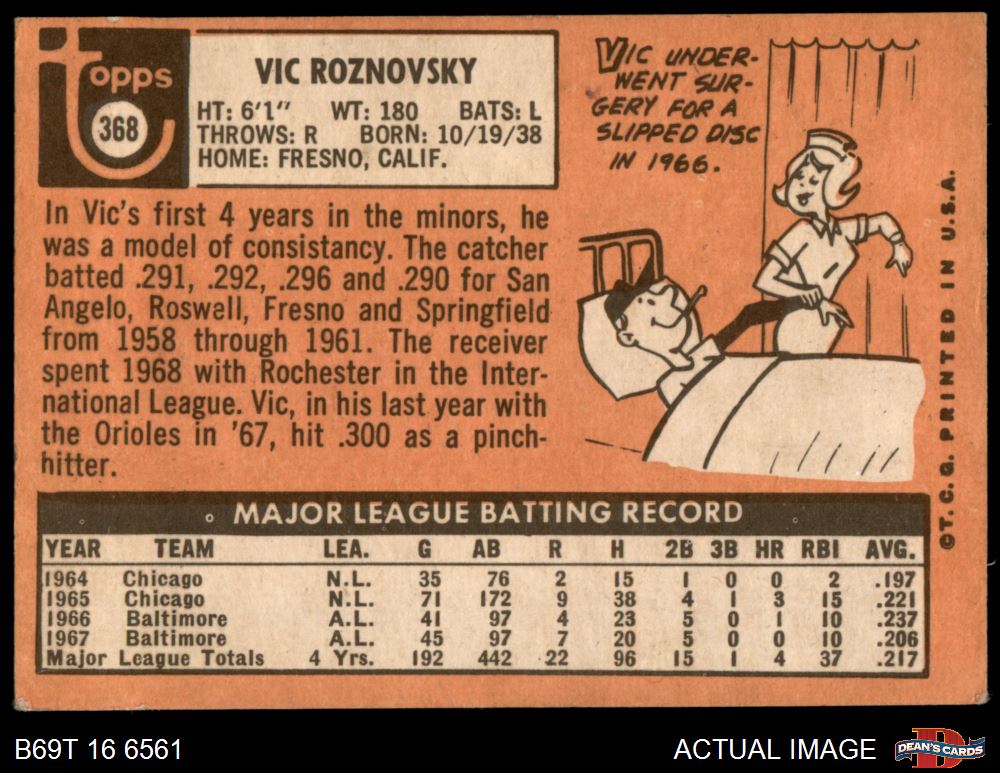 Topps
368
VIC ROZNOVSKY
HT: 6'1" WT: 180 BATS: L
THROWS: R BORN: 10/19/38
HOME: FRESNO, CALIF.
VIC UNDER-
WENT SUR-
GERY FOR A
SLIPPED DISC
IN 1966.
In Vic's first 4 years in the minors, he
was a model of consistancy. The catcher
batted .291, .292, .296 and .290 for San
Angelo, Roswell, Fresno and Springfield
from 1958 through 1961. The receiver
spent 1968 with Rochester in the Inter-
national League. Vic, in his last year with
the Orioles in '67, hit .300 as a pinch-
hitter.
©T. C. G. PRINTED IN U.S.A.
MAJOR LEAGUE BATTING RECORD
YEAR TEAM LEA. G AB R H 2B 3B HR RBI AVG.
1964 Chicago N.L. 35 76 2 15 1 0 0 2 .197
1965 Chicago N.L. 71 172 9 38 4 1 3 15 .221
1966 Baltimore A.L. 41 97 4 23 5 0 1 10 .237
1967 Baltimore A.L. 45 97 7 20 5 0 0 10 .206
Major League Totals 4 Yrs. 192 442 22 96 15 1 4 37 .217
B69T 16 6561
ACTUAL IMAGE
D
DEAN'S CARDS